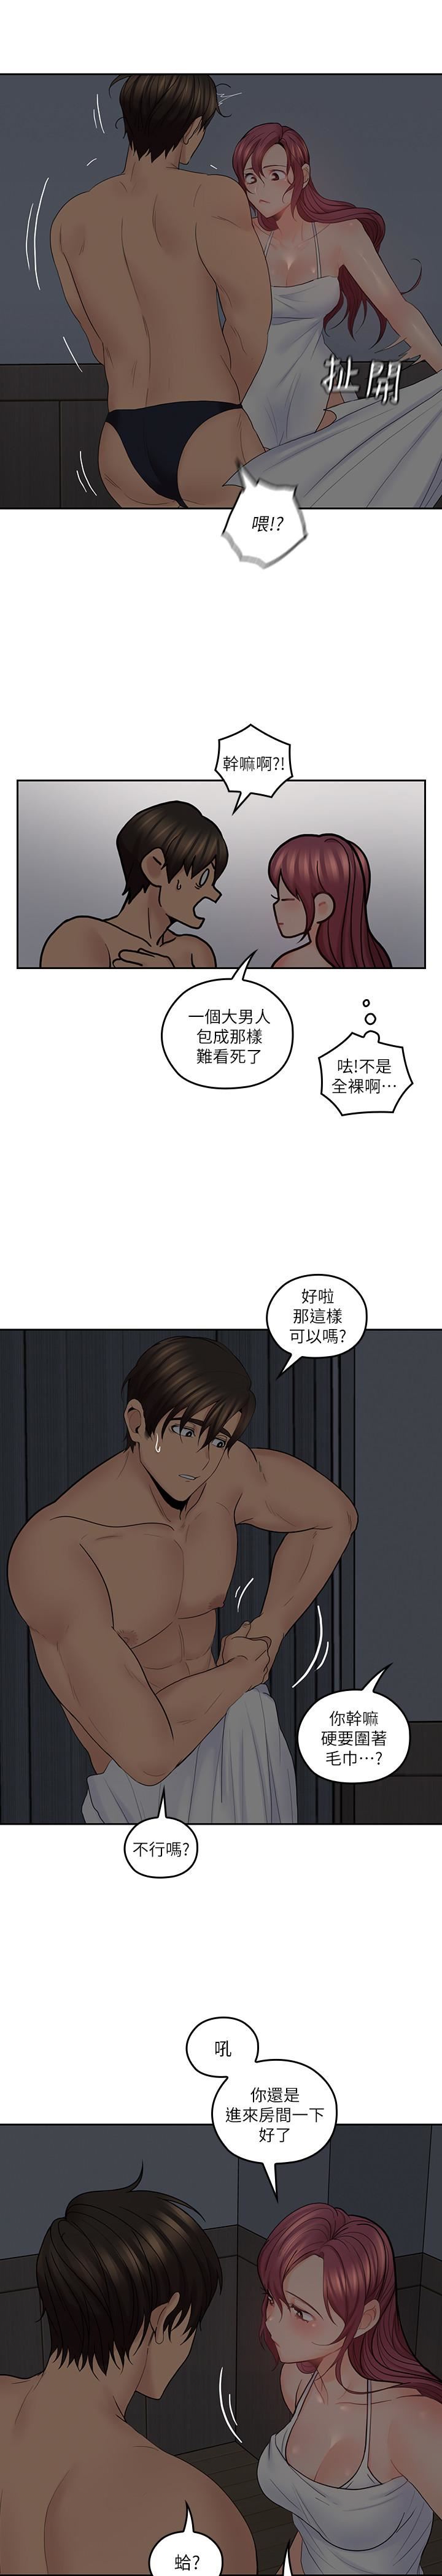 扯開
喂!?
幹嘛啊?!
一個大男人
包成那樣
難看死了
呿!不是
全裸啊…
好啦
那這樣
可以嗎?
你幹嘛
硬要圍著
毛巾…?
不行嗎?
吼
你還是
進來房間一下
好了
蛤?